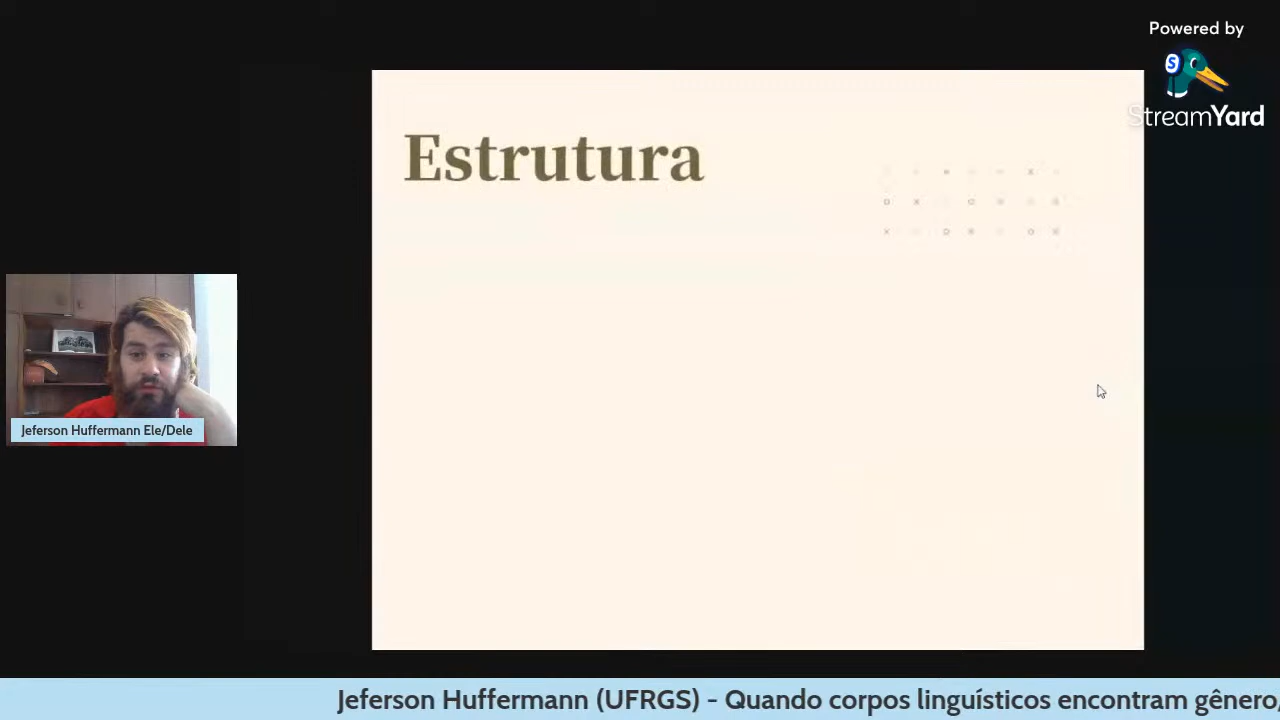 Powered by
StreamYard
Estrutura
Jeferson Huffermann Ele/Dele
Jeferson Huffermann (UFRGS) - Quando corpos linguísticos encontram gênero,